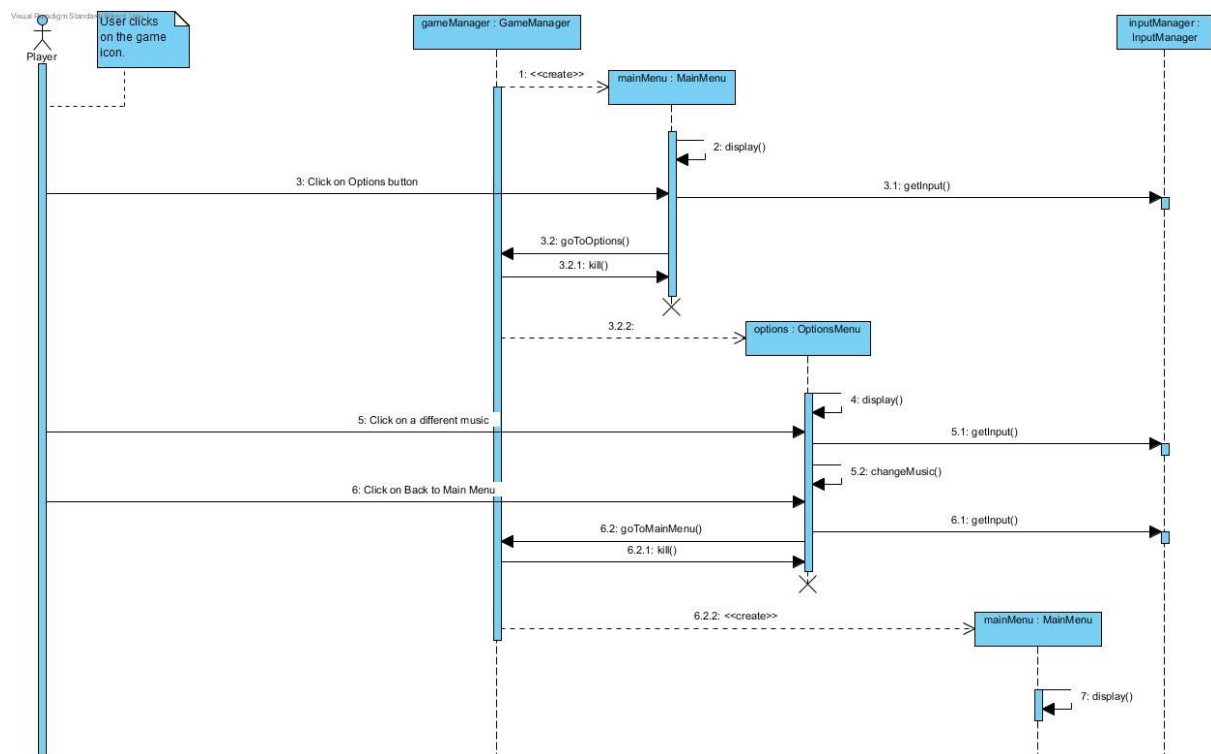 User clicks
on the game
icon.
Player
gameManager : GameManager
inputManager :
InputManager
1: <<create>>
mainMenu : MainMenu
2: display()
3: Click on Options button
3.1: getInput()
3.2: goToOptions()
3.2.1: kill()
3.2.2:
options : OptionsMenu
4: display()
5: Click on a different music
5.1: getInput()
5.2: changeMusic()
6: Click on Back to Main Menu
6.1: getInput()
6.2: goToMainMenu()
6.2.1: kill()
6.2.2: <<create>>
mainMenu : MainMenu
7: display()